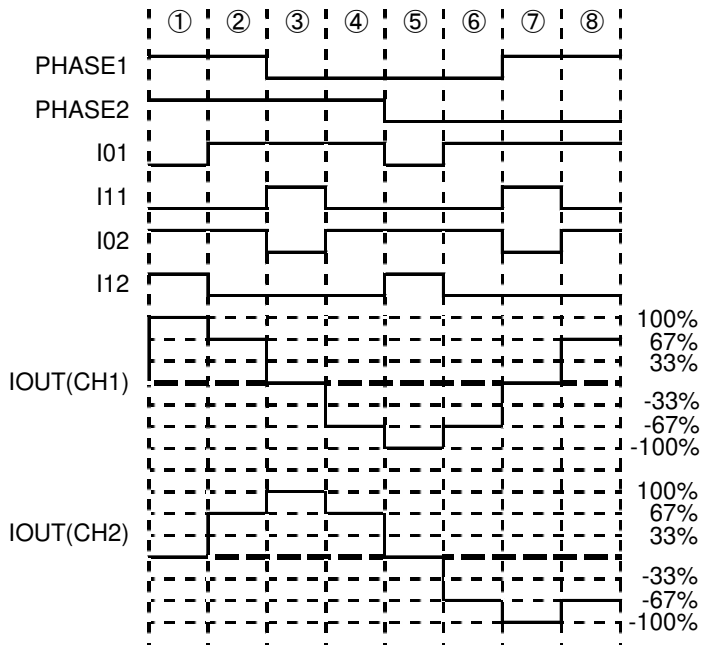 ① ② ③ ④ ⑤ ⑥ ⑦ ⑧
PHASE1
PHASE2
I01
I11
I02
I12
100%
67%
33%
IOUT(CH1)
-33%
-67%
-100%
100%
67%
IOUT(CH2)
33%
-33%
-67%
-100%